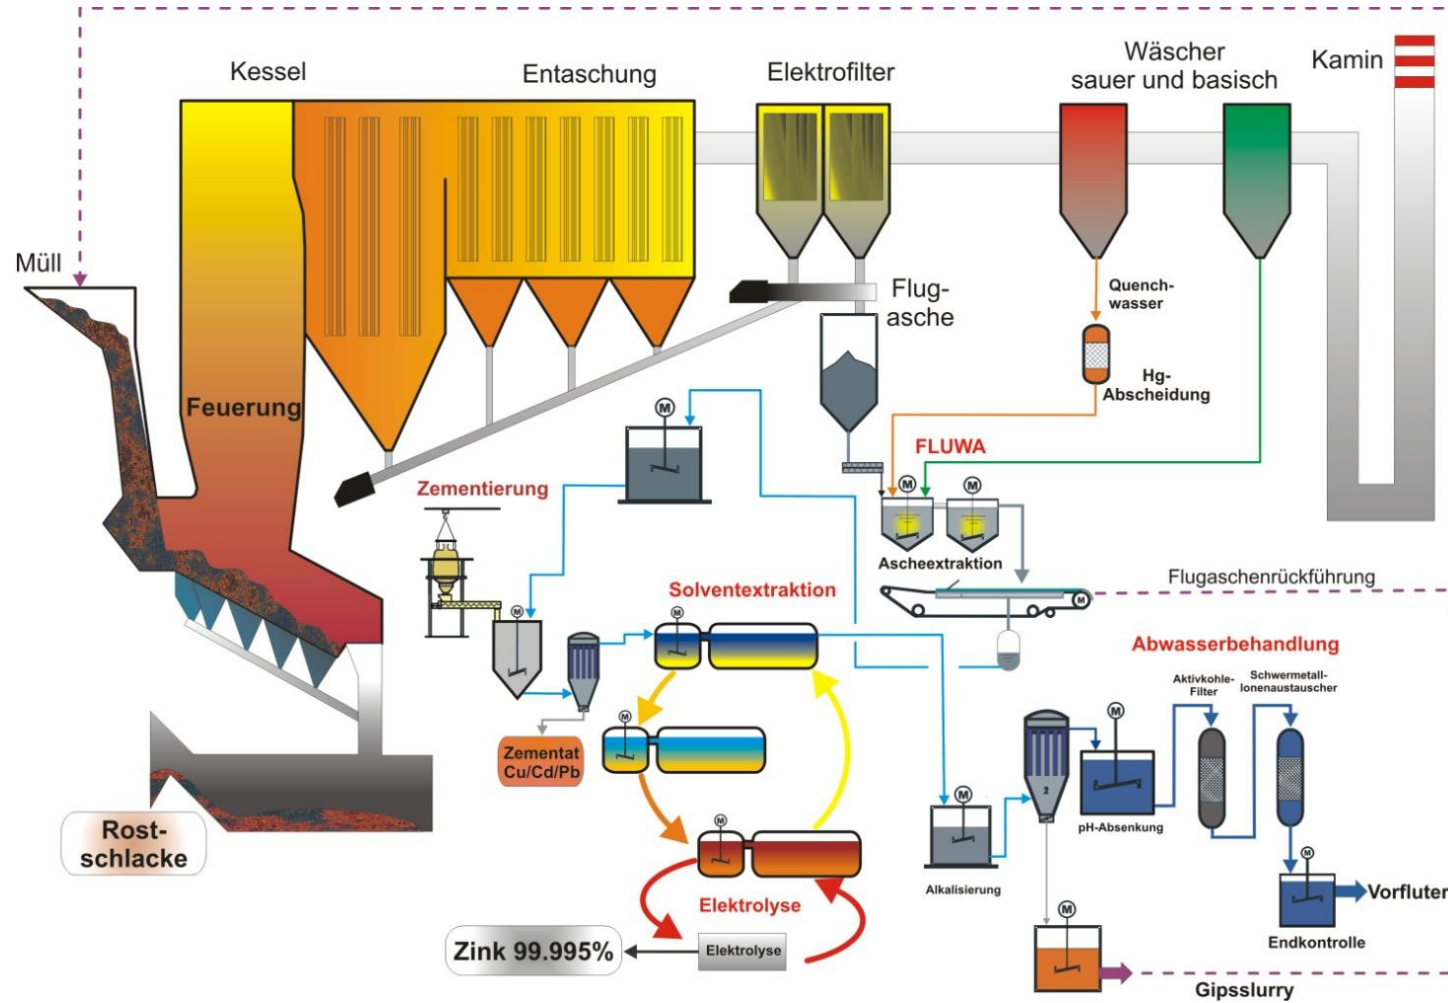 Kessel
Entaschung
Elektrofilter
Wäscher
sauer und basisch
Kamin
Müll
Flug-
asche
Quench-
wasser
Hg-
Abscheidung
Feuerung
M
FLUWA
Zementierung
M
M
Ascheextraktion
Solventextraktion
Flugaschenrückführung
M
M
M
Abwasserbehandlung
Aktivkohle-
Filter
Schwermetall-
Ionenaustauscher
M
M
Zementat
Cu/Cd/Pb
M
2
pH-Absenkung
Rost-
schlacke
M
Alkalisierung
M
Vorfluter
Elektrolyse
M
Endkontrolle
Zink 99.995%
Elektrolyse
Gipsslurry